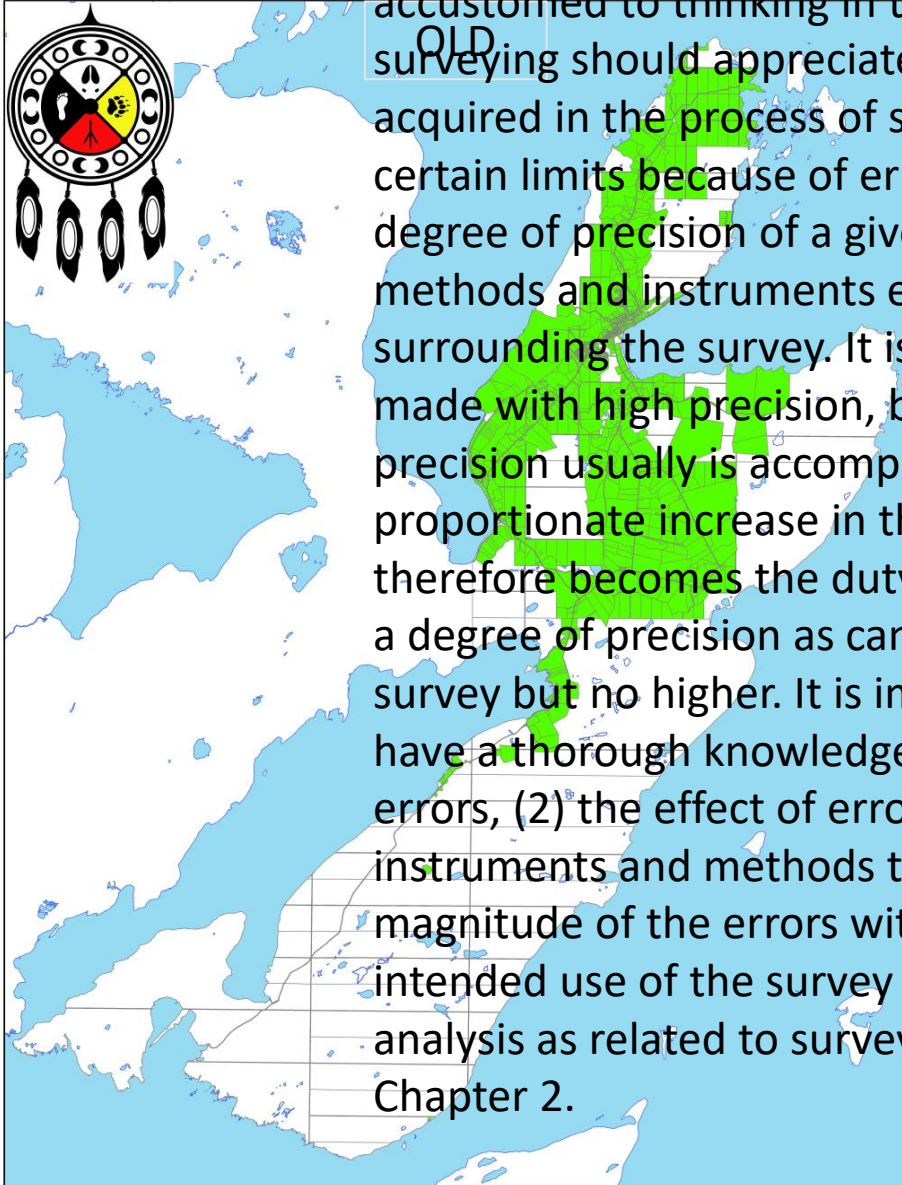 accustomed to thinking in t
OLD
surveying should appreciate
acquired in the process of s
certain limits because of er
degree of precision of a giv
methods and instruments e
surrounding the survey. It is
made with high precision, b
precision usually is accomp
proportionate increase in th
therefore becomes the duty
a degree of precision as can
survey but no higher. It is in
have a thorough knowledge
errors, (2) the effect of erro
instruments and methods t
magnitude of the errors wit
intended use of the survey
analysis as related to survey
Chapter 2.